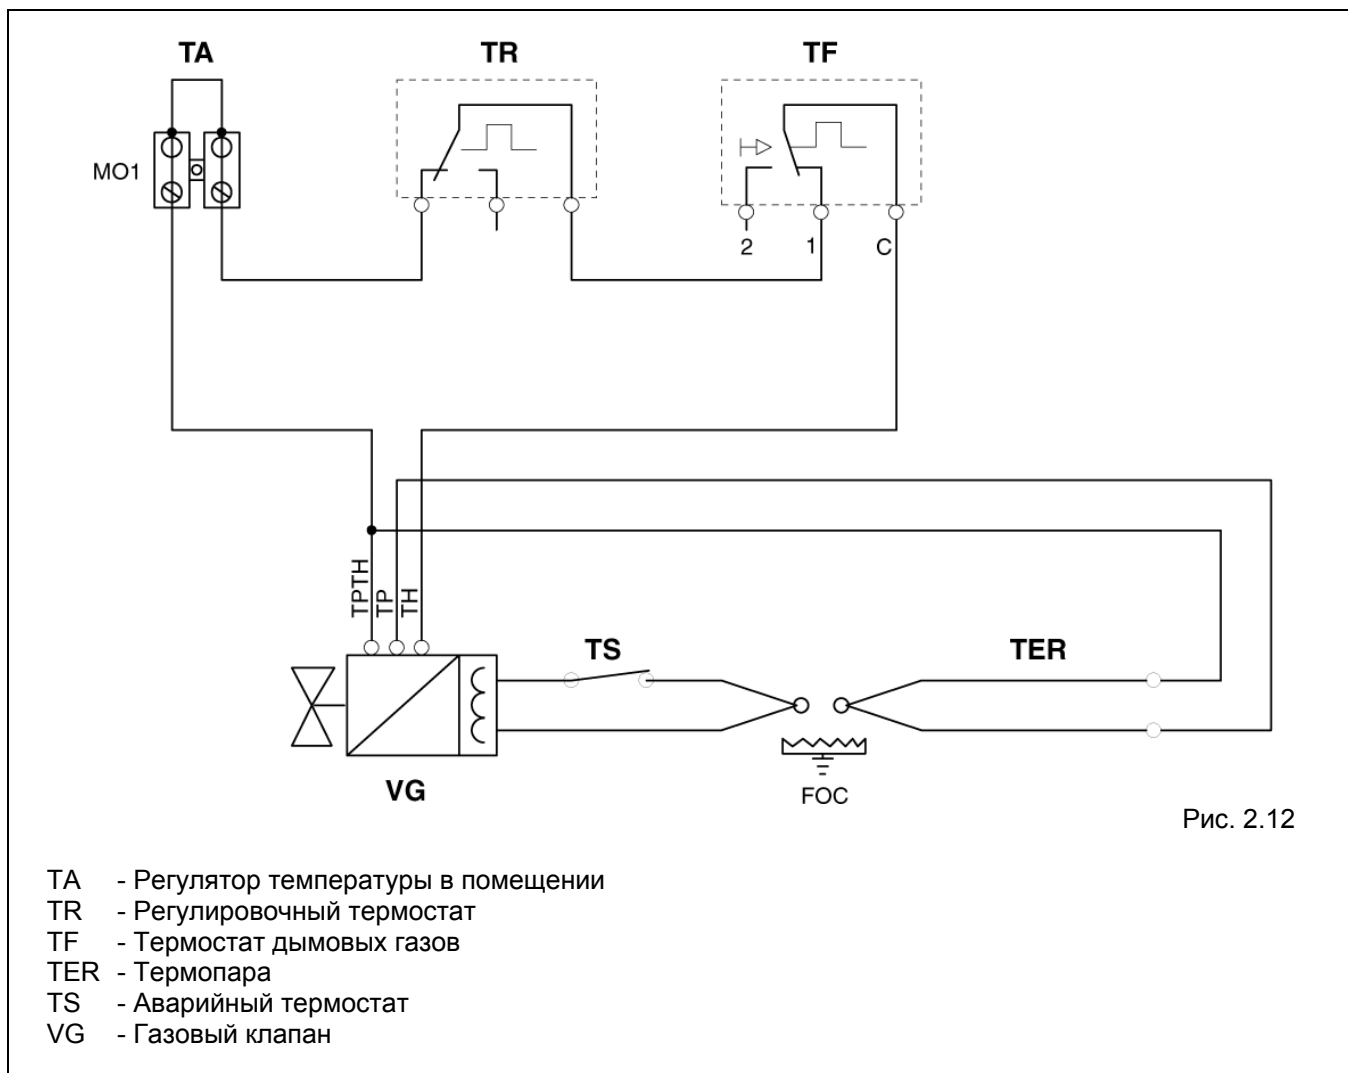 TA TR TF
MO1
2 1 C
TPTH
TP
TH
TS TER
VG
FOC
Рис. 2.12
TA - Регулятор температуры в помещении
TR - Регулировочный термостат
TF - Термостат дымовых газов
TER - Термопара
TS - Аварийный термостат
VG - Газовый клапан